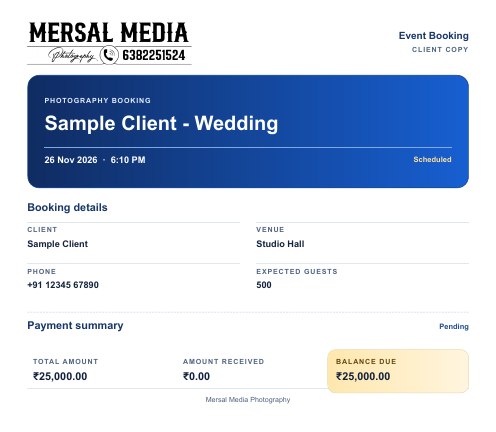 MERSAL MEDIA
Photography 6382251524
Event Booking
CLIENT COPY
PHOTOGRAPHY BOOKING
Sample Client - Wedding
26 Nov 2026 · 6:10 PM
Scheduled
Booking details
CLIENT
Sample Client
VENUE
Studio Hall
PHONE
+91 12345 67890
EXPECTED GUESTS
500
Payment summary
Pending
TOTAL AMOUNT
₹25,000.00
AMOUNT RECEIVED
₹0.00
BALANCE DUE
₹25,000.00
Mersal Media Photography